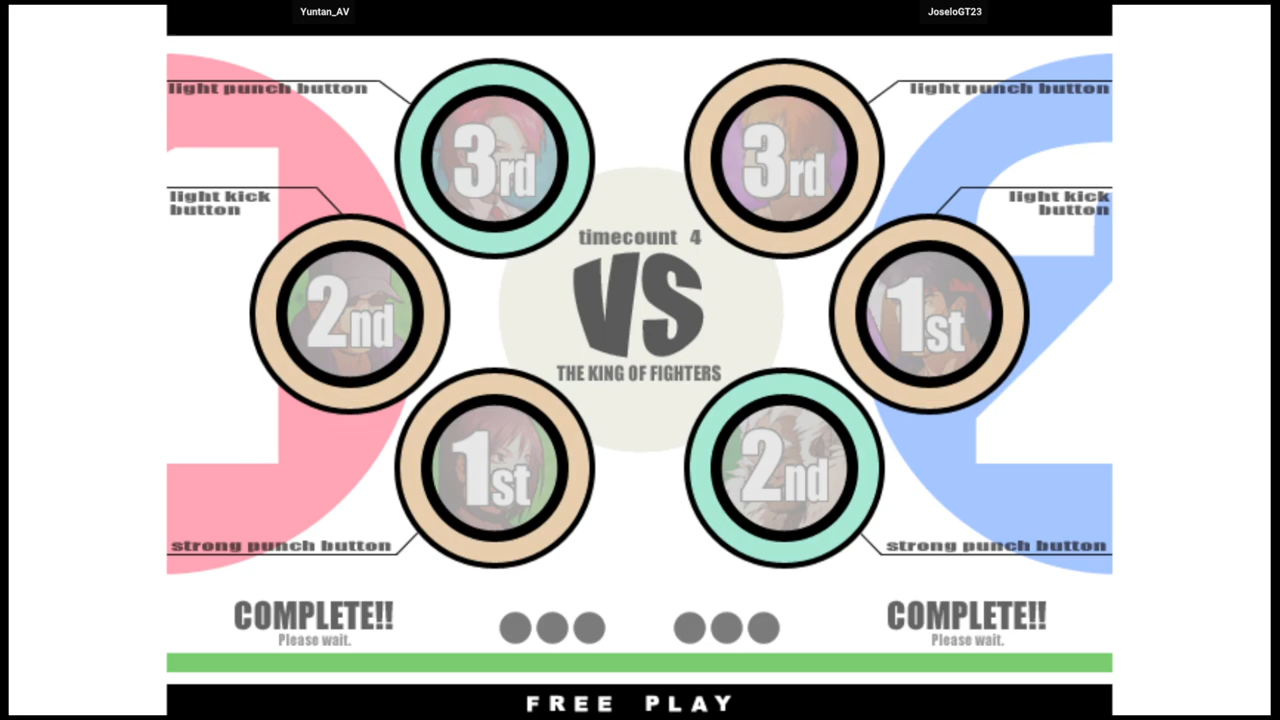 Yuntan_AV
JoseloGT23
light punch button
light punch button
3rd
3rd
light kick
button
light kick
button
timecount 4
2nd
VS
1st
THE KING OF FIGHTERS
1st
2nd
strong punch button
strong punch button
COMPLETE!!
Please wait.
COMPLETE!!
Please wait.
FREE PLAY